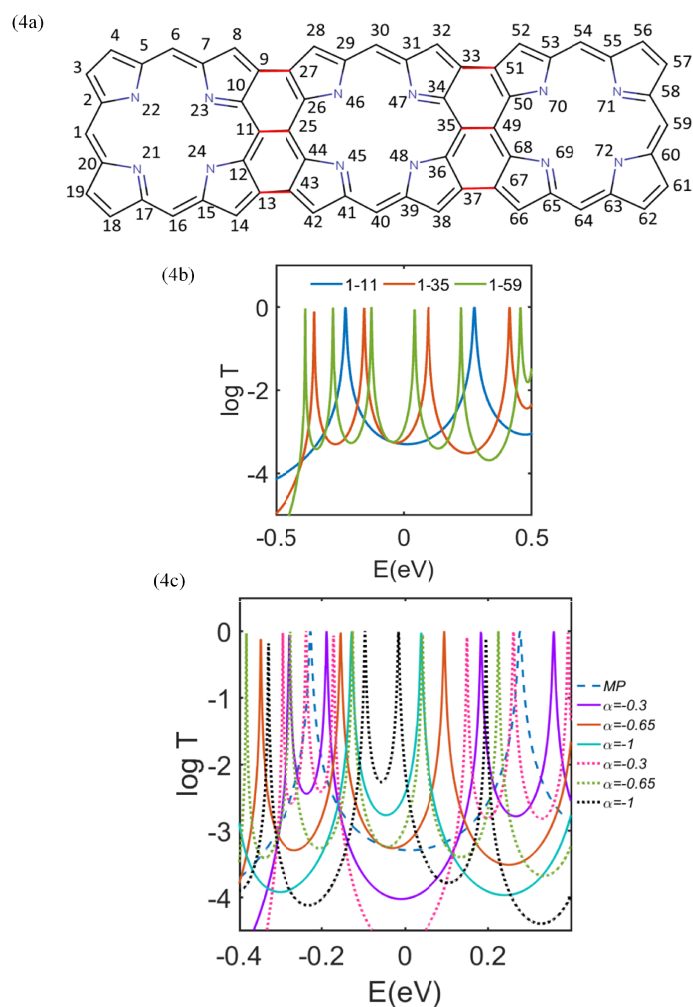 (4a)
6 8 28 30 32 52 54 56
4 5 7 9 29 31 33 53 55
3 10 27 34 51 57
2 22 23 26 46 47 50 70 71 58
1 11 25 35 49 59
20 21 24 44 45 48 68 69 72 60
19 12 43 36 67 61
18 17 16 15 14 13 42 41 40 39 38 37 66 65 64 63 62
N N N N N N
N N N N N N
(4b)
1-11 1-35 1-59
0
-2
-4
log T
-0.5 0 0.5
E(eV)
(4c)
0
-1
-2
-3
-4
log T
-0.4 -0.2 0 0.2
E(eV)
MP
α=-0.3
α=-0.65
α=-1
α=-0.3
α=-0.65
α=-1